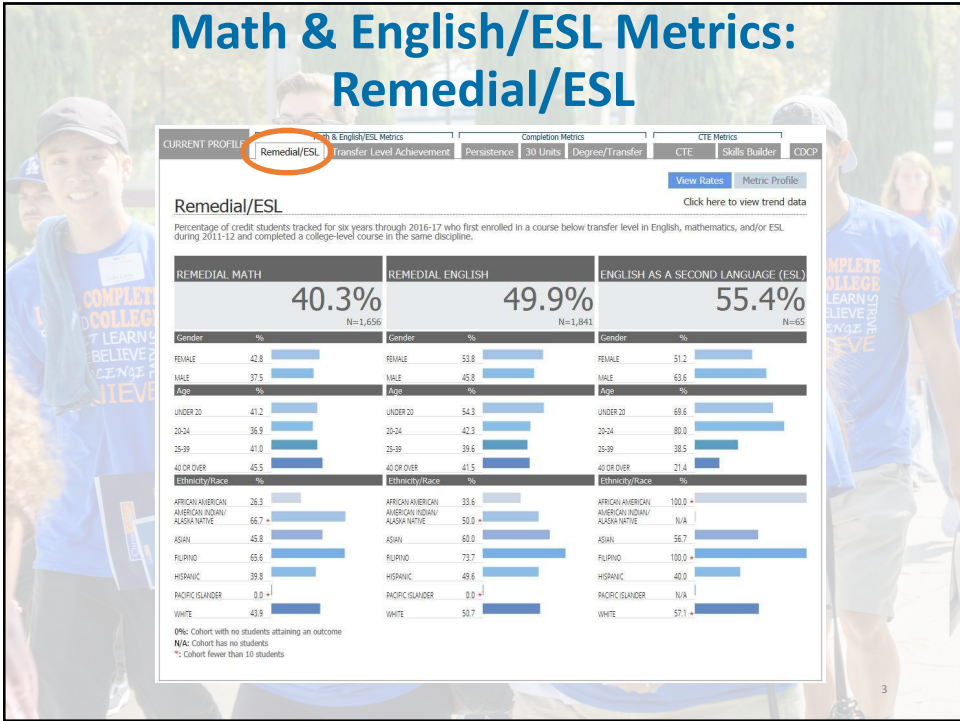 Math & English/ESL Metrics:
Remedial/ESL
Math & English/ESL Metrics Completion Metrics CTE Metrics
CURRENT PROFILE Remedial/ESL Transfer Level Achievement Persistence 30 Units Degree/Transfer CTE Skills Builder CDCP
View Rates Metric Profile
Remedial/ESL Click here to view trend data
Percentage of credit students tracked for six years through 2016-17 who first enrolled in a course below transfer level in English, mathematics, and/or ESL
during 2011-12 and completed a college-level course in the same discipline.
REMEDIAL MATH
40.3%
N=1,656
Gender %
FEMALE 42.8
MALE 37.5
Age %
UNDER 20 41.2
20-24 36.9
25-39 41.0
40 OR OVER 45.5
Ethnicity/Race %
AFRICAN AMERICAN 26.3
AMERICAN INDIAN/
ALASKA NATIVE 66.7 *
ASIAN 45.8
FILIPINO 65.6
HISPANIC 39.8
PACIFIC ISLANDER 0.0 *
WHITE 43.9
REMEDIAL ENGLISH
49.9%
N=1,841
Gender %
FEMALE 53.8
MALE 45.8
Age %
UNDER 20 54.3
20-24 42.3
25-39 39.6
40 OR OVER 41.5
Ethnicity/Race %
AFRICAN AMERICAN 33.6
AMERICAN INDIAN/
ALASKA NATIVE 50.0 *
ASIAN 60.0
FILIPINO 73.7
HISPANIC 49.6
PACIFIC ISLANDER 0.0 *
WHITE 50.7
ENGLISH AS A SECOND LANGUAGE (ESL)
55.4%
N=65
Gender %
FEMALE 51.2
MALE 63.6
Age %
UNDER 20 69.6
20-24 80.0
25-39 38.5
40 OR OVER 21.4
Ethnicity/Race %
AFRICAN AMERICAN 100.0 *
AMERICAN INDIAN/
ALASKA NATIVE N/A
ASIAN 56.7
FILIPINO 100.0 *
HISPANIC 40.0
PACIFIC ISLANDER N/A
WHITE 57.1 *
0%: Cohort with no students attaining an outcome
N/A: Cohort has no students
*: Cohort fewer than 10 students
3